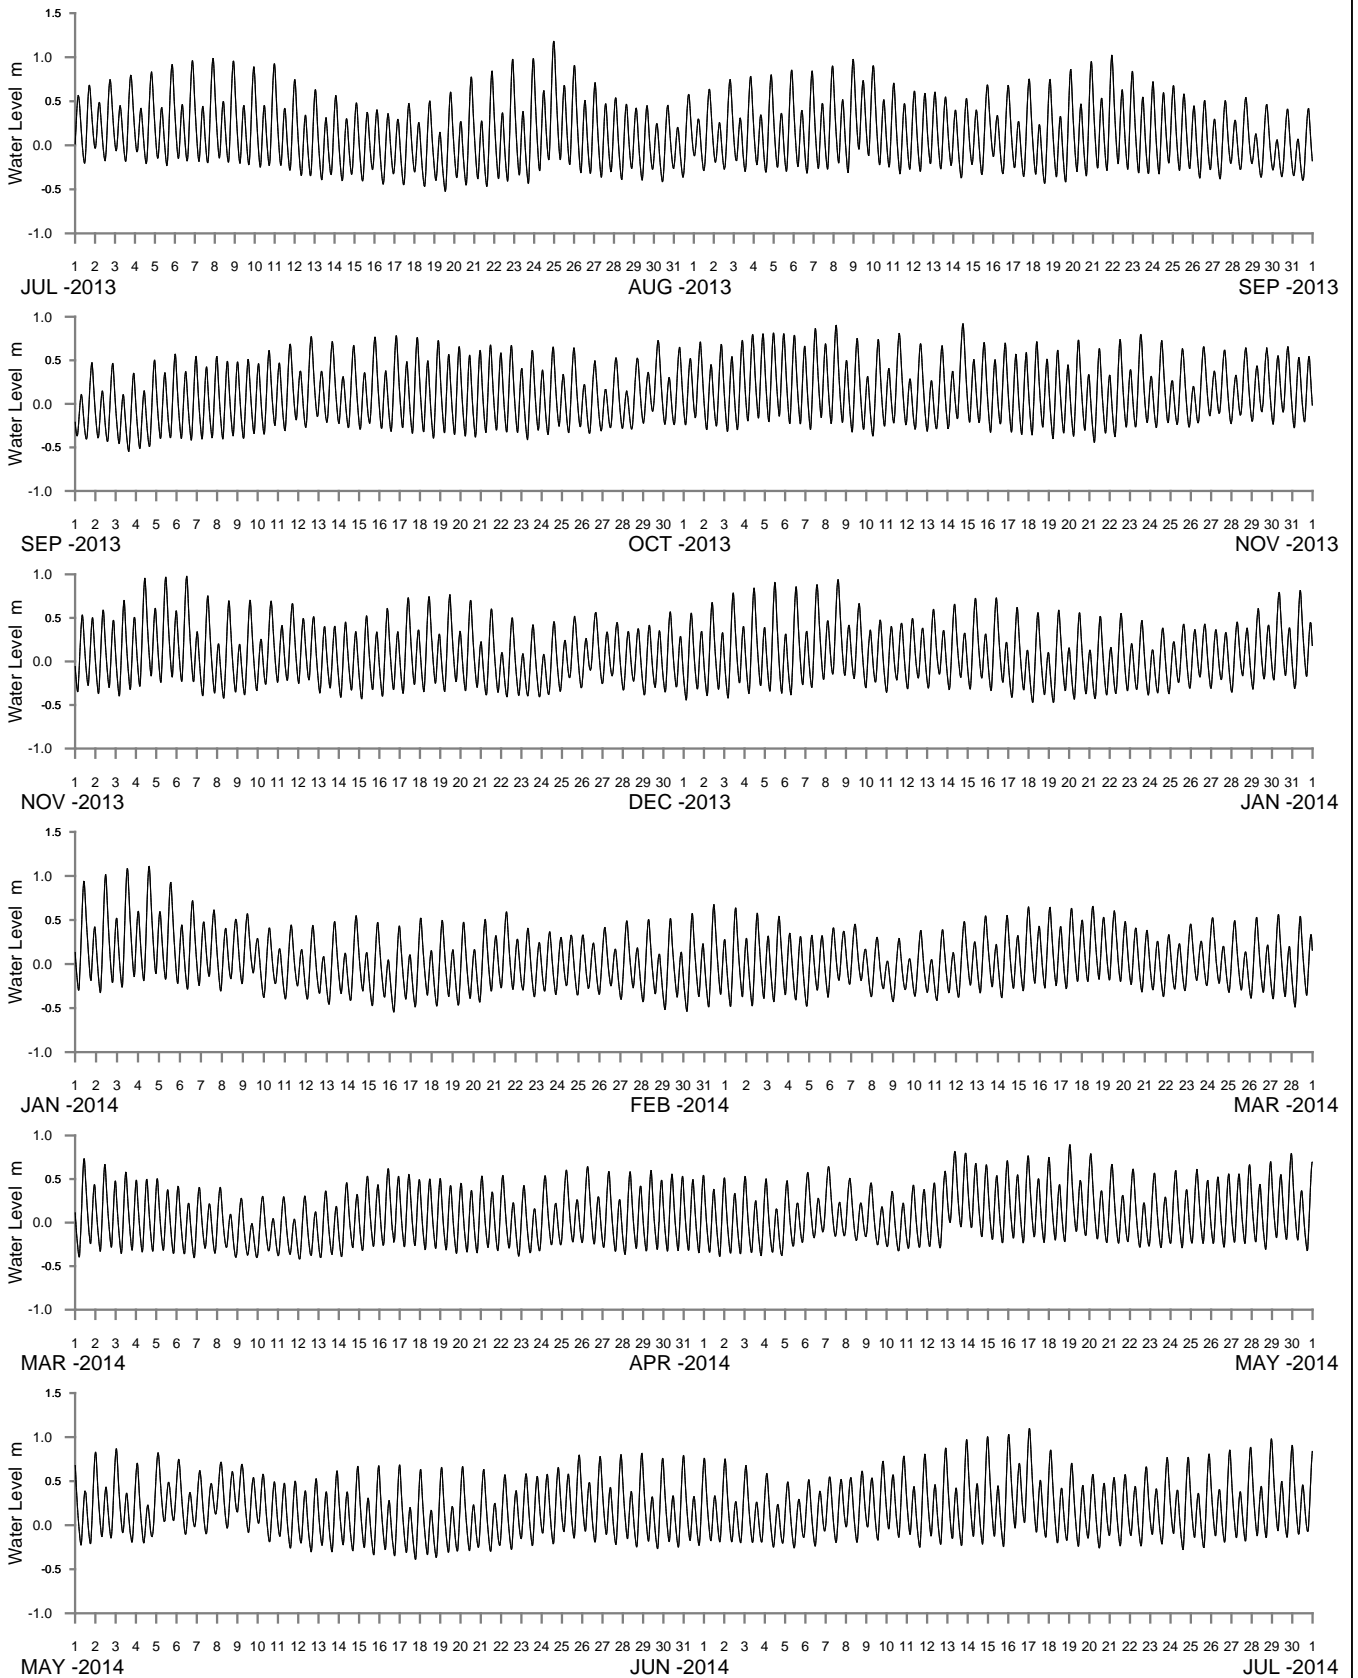 1.5
1.0
0.5
0.0
-0.5
-1.0
Water Level m
1 2 3 4 5 6 7 8 9 10 11 12 13 14 15 16 17 18 19 20 21 22 23 24 25 26 27 28 29 30 31 1 2 3 4 5 6 7 8 9 10 11 12 13 14 15 16 17 18 19 20 21 22 23 24 25 26 27 28 29 30 31 1
JUL -2013 AUG -2013 SEP -2013
1.0
0.5
0.0
-0.5
-1.0
Water Level m
1 2 3 4 5 6 7 8 9 10 11 12 13 14 15 16 17 18 19 20 21 22 23 24 25 26 27 28 29 30 1 2 3 4 5 6 7 8 9 10 11 12 13 14 15 16 17 18 19 20 21 22 23 24 25 26 27 28 29 30 31 1
SEP -2013 OCT -2013 NOV -2013
1.0
0.5
0.0
-0.5
-1.0
Water Level m
1 2 3 4 5 6 7 8 9 10 11 12 13 14 15 16 17 18 19 20 21 22 23 24 25 26 27 28 29 30 1 2 3 4 5 6 7 8 9 10 11 12 13 14 15 16 17 18 19 20 21 22 23 24 25 26 27 28 29 30 31 1
NOV -2013 DEC -2013 JAN -2014
1.5
1.0
0.5
0.0
-0.5
-1.0
Water Level m
1 2 3 4 5 6 7 8 9 10 11 12 13 14 15 16 17 18 19 20 21 22 23 24 25 26 27 28 29 30 31 1 2 3 4 5 6 7 8 9 10 11 12 13 14 15 16 17 18 19 20 21 22 23 24 25 26 27 28 1
JAN -2014 FEB -2014 MAR -2014
1.0
0.5
0.0
-0.5
-1.0
Water Level m
1 2 3 4 5 6 7 8 9 10 11 12 13 14 15 16 17 18 19 20 21 22 23 24 25 26 27 28 29 30 31 1 2 3 4 5 6 7 8 9 10 11 12 13 14 15 16 17 18 19 20 21 22 23 24 25 26 27 28 29 30 1
MAR -2014 APR -2014 MAY -2014
1.5
1.0
0.5
0.0
-0.5
-1.0
Water Level m
1 2 3 4 5 6 7 8 9 10 11 12 13 14 15 16 17 18 19 20 21 22 23 24 25 26 27 28 29 30 31 1 2 3 4 5 6 7 8 9 10 11 12 13 14 15 16 17 18 19 20 21 22 23 24 25 26 27 28 29 30 1
MAY -2014 JUN -2014 JUL -2014